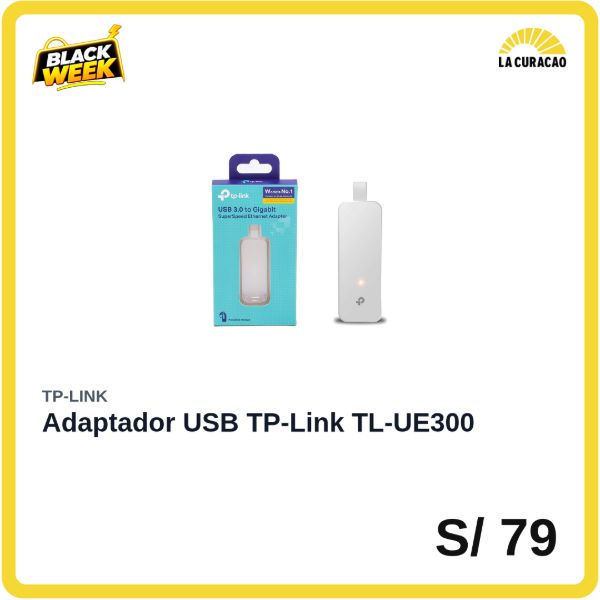 BLACK
WEEK
LA CURACAO
tp-link
USB 3.0 to Gigabit
SuperSpeed Ethernet Adapter
TP-LINK
Adaptador USB TP-Link TL-UE300
S/ 79